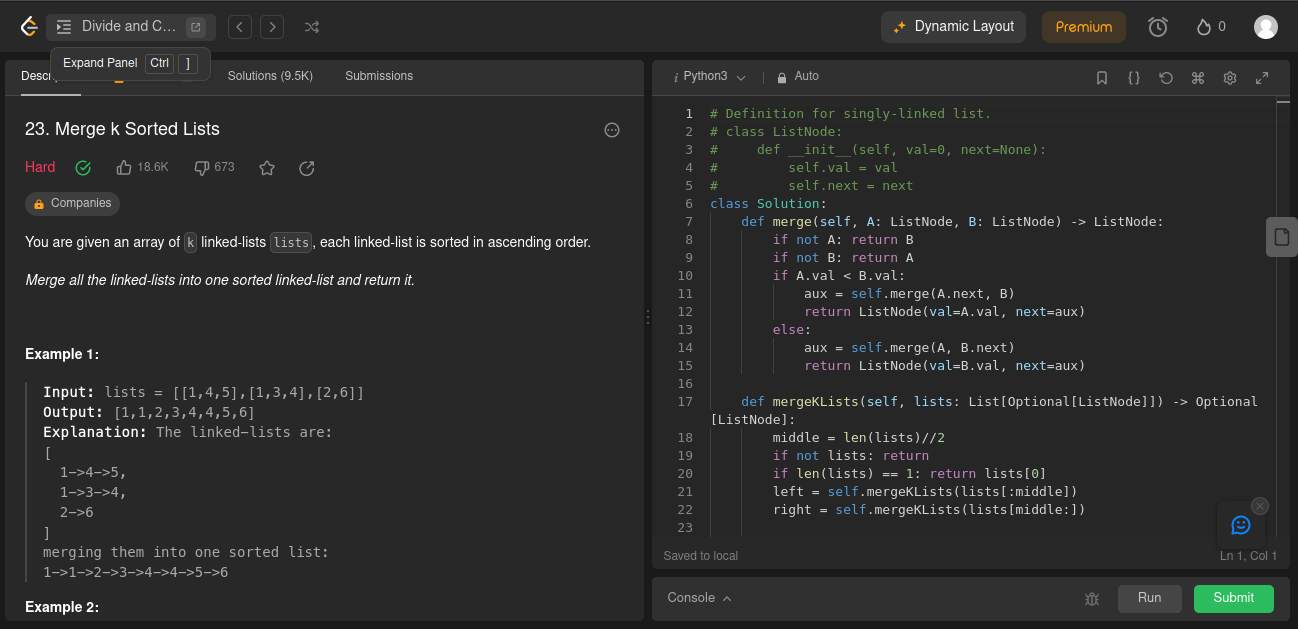 Divide and C...
Dynamic Layout
Premium
0
Expand Panel Ctrl ]
Descr
Solutions (9.5K)
Submissions
23. Merge k Sorted Lists
Hard
18.6K
673
Companies
You are given an array of k linked-lists lists, each linked-list is sorted in ascending order.
Merge all the linked-lists into one sorted linked-list and return it.
Example 1:
Input: lists = [[1,4,5],[1,3,4],[2,6]]
Output: [1,1,2,3,4,4,5,6]
Explanation: The linked-lists are:
[
  1->4->5,
  1->3->4,
  2->6
]
merging them into one sorted list:
1->1->2->3->4->4->5->6
Example 2:
i Python3
Auto
1 # Definition for singly-linked list.
2 # class ListNode:
3 #     def __init__(self, val=0, next=None):
4 #         self.val = val
5 #         self.next = next
6 class Solution:
7     def merge(self, A: ListNode, B: ListNode) -> ListNode:
8         if not A: return B
9         if not B: return A
10         if A.val < B.val:
11             aux = self.merge(A.next, B)
12             return ListNode(val=A.val, next=aux)
13         else:
14             aux = self.merge(A, B.next)
15             return ListNode(val=B.val, next=aux)
16
17     def mergeKLists(self, lists: List[Optional[ListNode]]) -> Optional
[ListNode]:
18         middle = len(lists)//2
19         if not lists: return
20         if len(lists) == 1: return lists[0]
21         left = self.mergeKLists(lists[:middle])
22         right = self.mergeKLists(lists[middle:])
23
Saved to local
Ln 1, Col 1
Console
Run
Submit